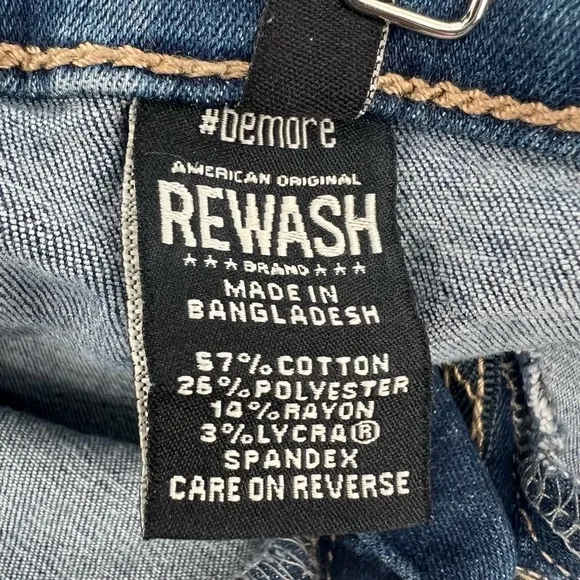 #bemore
AMERICAN ORIGINAL
REWASH
★★★BRAND★★★
MADE IN
BANGLADESH
57% COTTON
26% POLYESTER
14% RAYON
3% LYCRA®
SPANDEX
CARE ON REVERSE